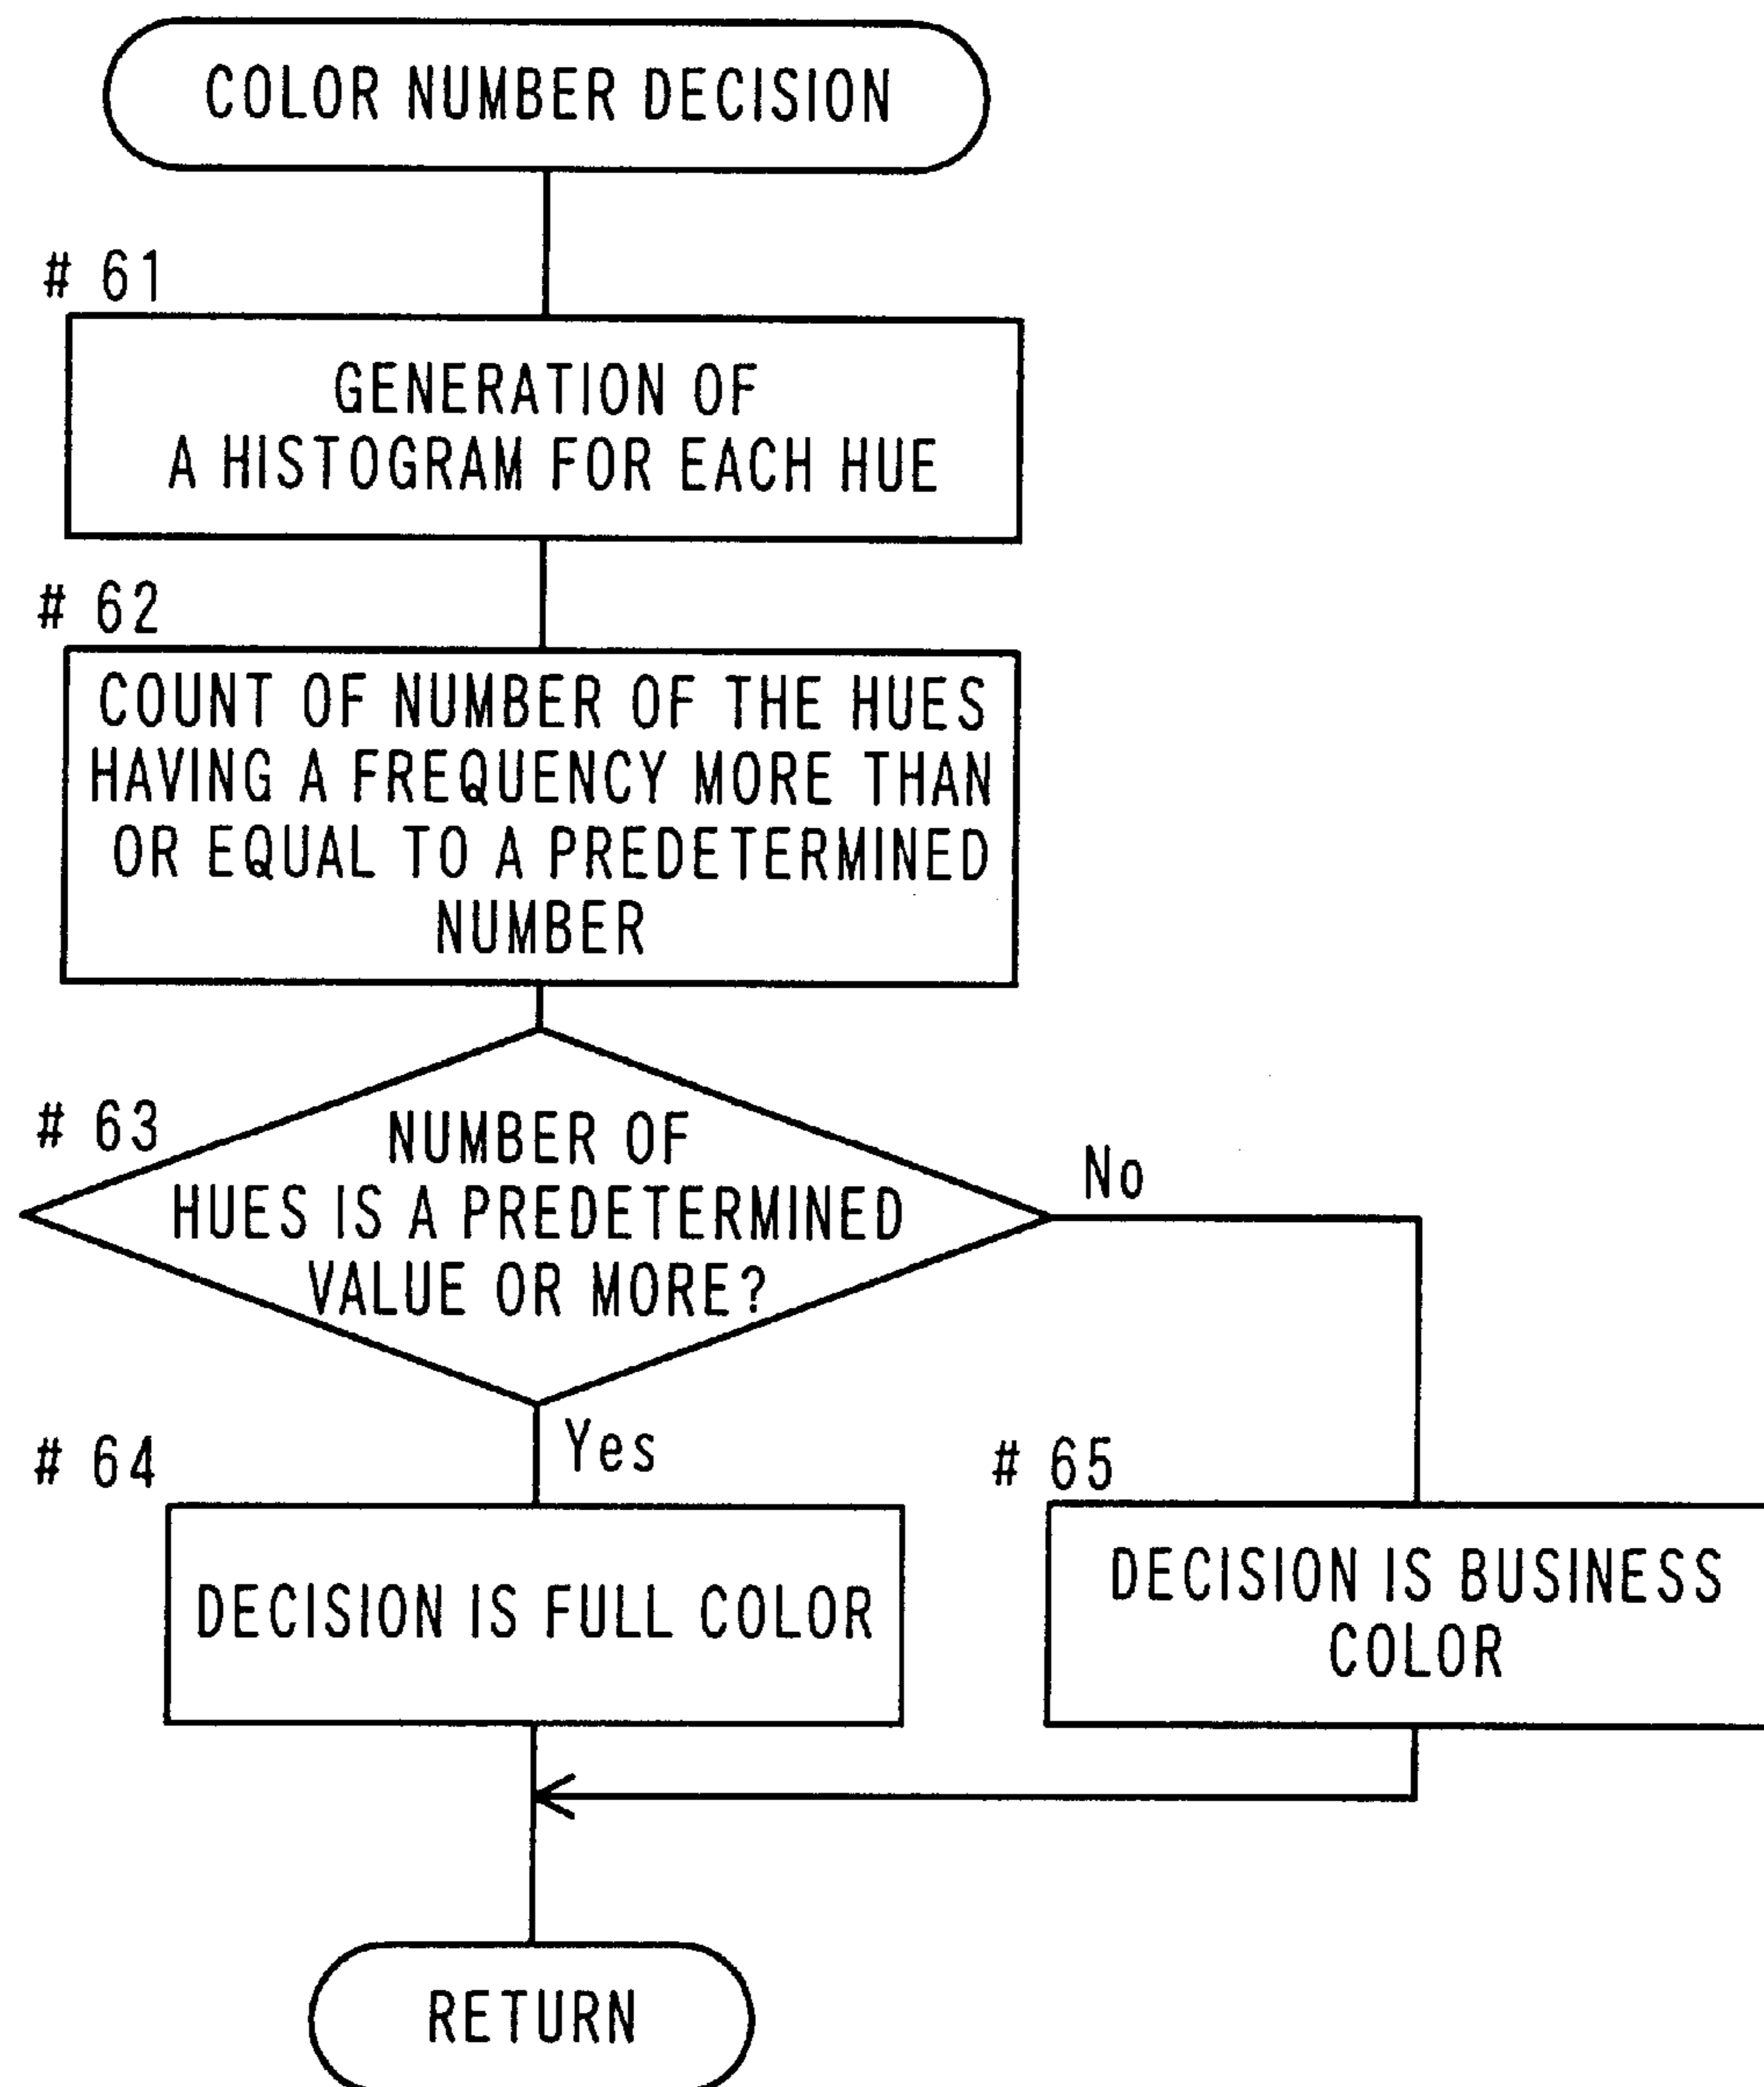 COLOR NUMBER DECISION
# 61
GENERATION OF
A HISTOGRAM FOR EACH HUE
# 62
COUNT OF NUMBER OF THE HUES
HAVING A FREQUENCY MORE THAN
OR EQUAL TO A PREDETERMINED
NUMBER
# 63
NUMBER OF
HUES IS A PREDETERMINED
VALUE OR MORE?
No
Yes
# 64
DECISION IS FULL COLOR
# 65
DECISION IS BUSINESS
COLOR
RETURN